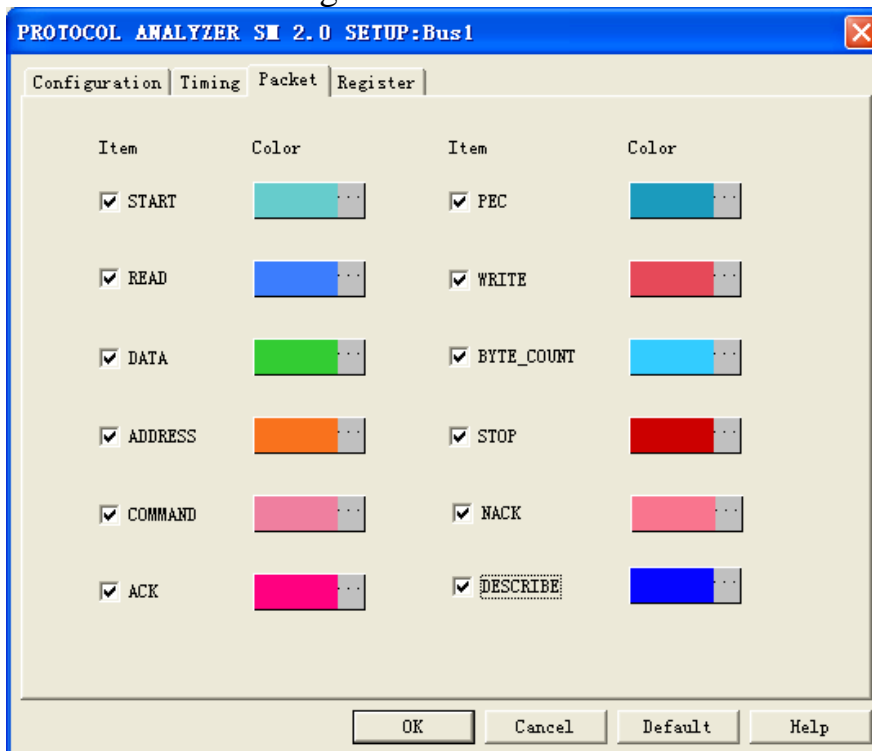 PROTOCOL ANALYZER SM 2.0 SETUP:Bus1
Configuration Timing Packet Register
Item Color Item Color
START ... PEC ...
READ ... WRITE ...
DATA ... BYTE_COUNT ...
ADDRESS ... STOP ...
COMMAND ... NACK ...
ACK ... DESCRIBE ...
OK Cancel Default Help